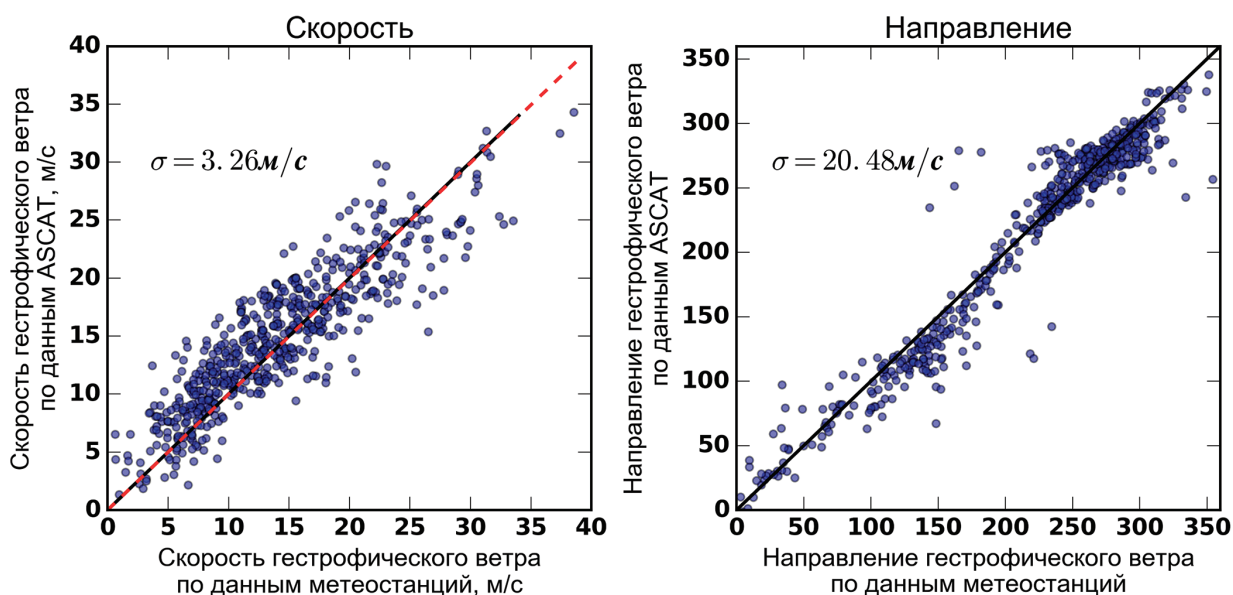 Скорость
Скорость гестрофического ветра
по данным ASCAT, м/с
40
35
30
25
20
15
10
5
0
σ = 3.26м/с
0 5 10 15 20 25 30 35 40
Скорость гестрофического ветра
по данным метеостанций, м/с
Направление
Направление гестрофического ветра
по данным ASCAT
350
300
250
200
150
100
50
0
σ = 20.48м/с
0 50 100 150 200 250 300 350
Направление гестрофического ветра
по данным метеостанций